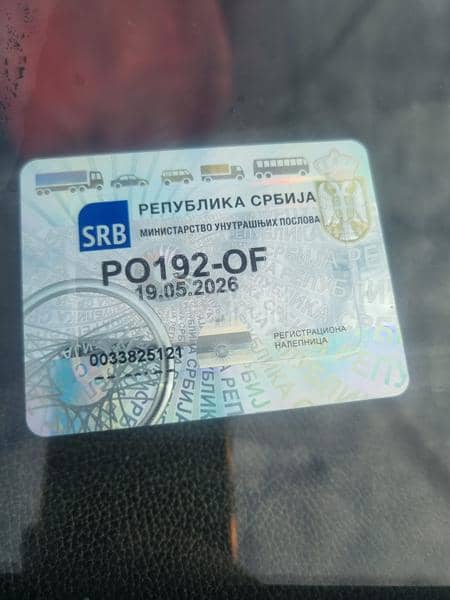 РЕПУБЛИКА СРБИЈА
SRB
МИНИСТАРСТВО УНУТРАШЊИХ ПОСЛОВА
PO192-OF
19.05.2026
РЕГИСТРАЦИОНА
НАЛЕПНИЦА
0033825121